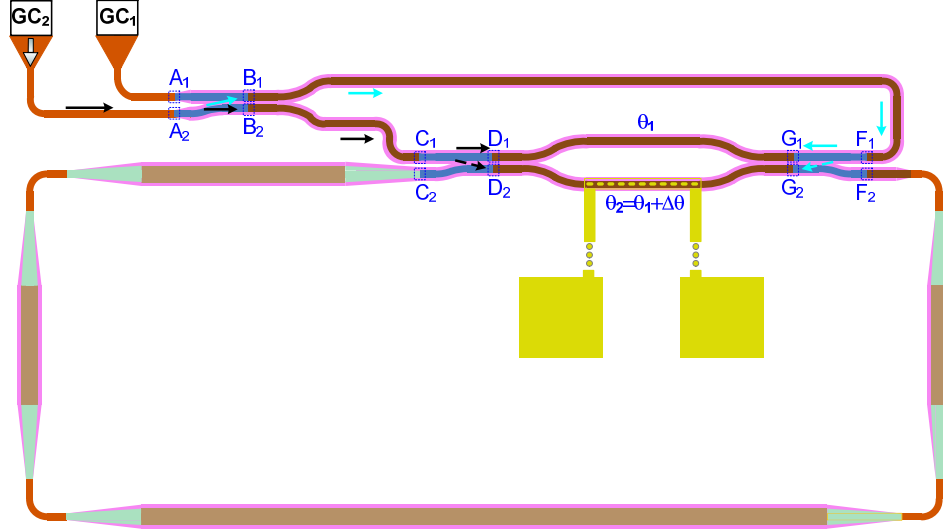 GC₂ GC₁
A₁ B₁
A₂ B₂
C₁ D₁ θ₁ G₁ F₁
C₂ D₂ θ₂=θ₁+Δθ G₂ F₂